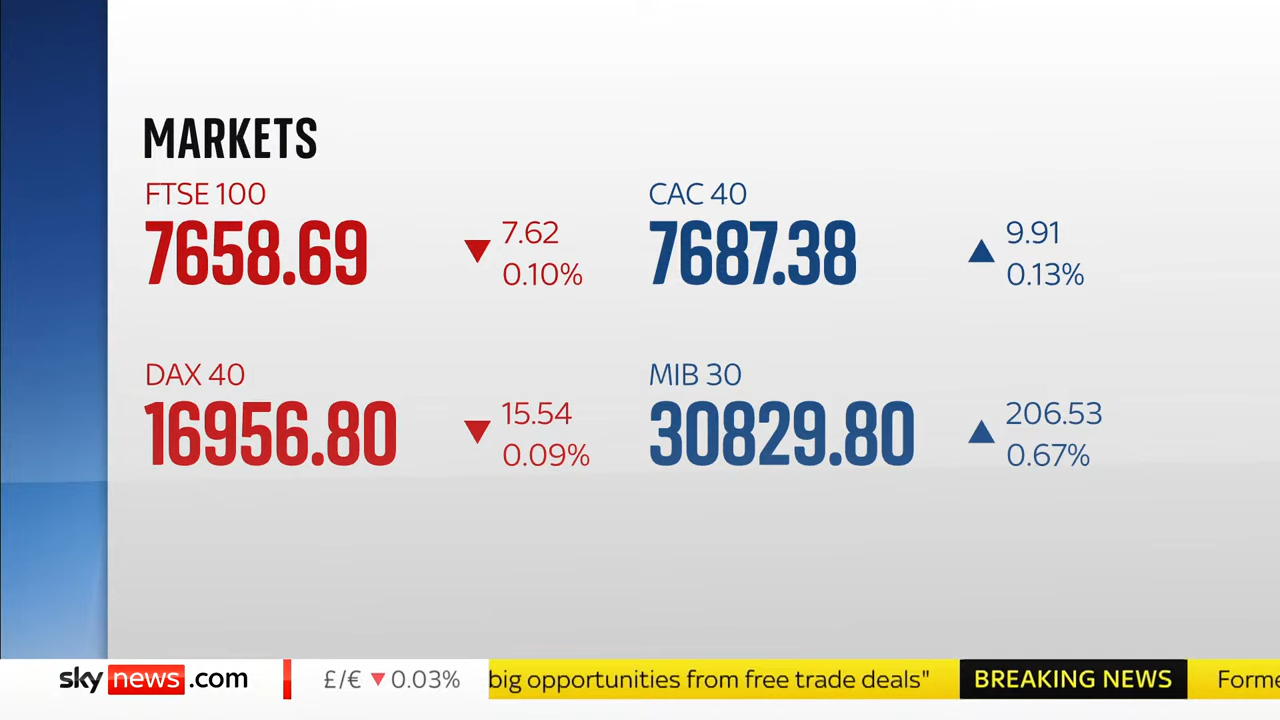 MARKETS
FTSE 100
7658.69
▼ 7.62
0.10%
CAC 40
7687.38
▲ 9.91
0.13%
DAX 40
16956.80
▼ 15.54
0.09%
MIB 30
30829.80
▲ 206.53
0.67%
sky news .com
£/€ ▼ 0.03%
big opportunities from free trade deals"
BREAKING NEWS